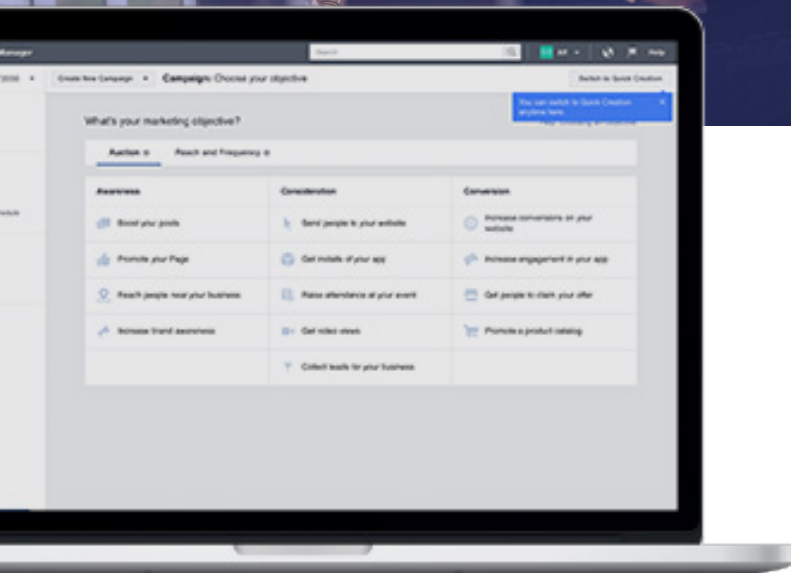 Manager
Search
Help
Create New Campaign
Campaign: Choose your objective
Switch to Quick Creation
You can switch to Quick Creation
anytime here.
What's your marketing objective?
Help: Choosing an Objective
Auction
Reach and Frequency
Awareness
Consideration
Conversion
Boost your posts
Send people to your website
Increase conversions on your
website
Promote your Page
Get installs of your app
Increase engagement in your app
Reach people near your business
Raise attendance at your event
Get people to claim your offer
Increase brand awareness
Get video views
Promote a product catalog
Collect leads for your business